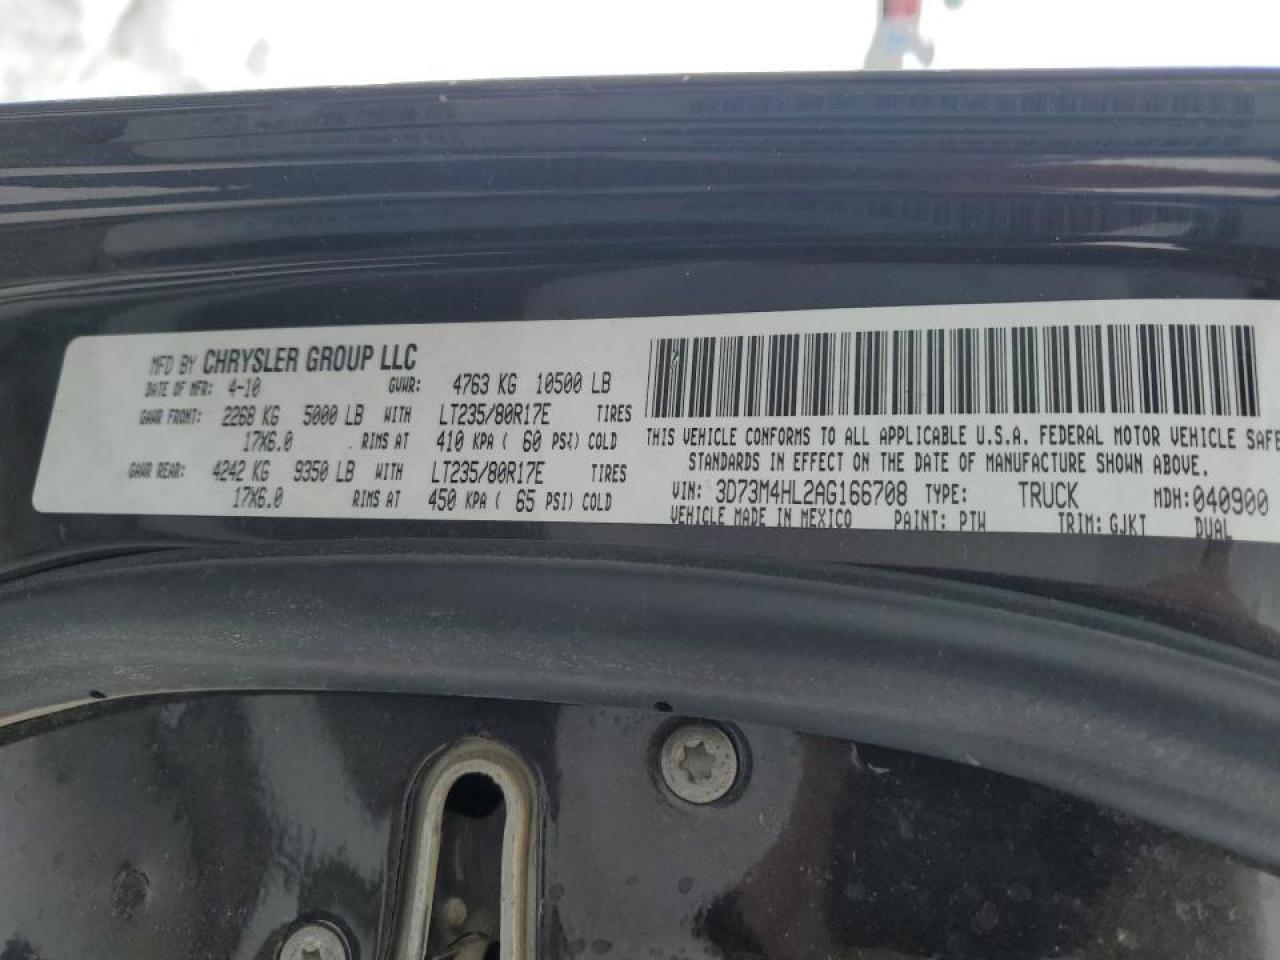 MFD BY CHRYSLER GROUP LLC
DATE OF MFR: 4-10 GVWR: 4763 KG 10500 LB
GAWR FRONT: 2268 KG 5000 LB WITH LT235/80R17E TIRES
17X6.0 RIMS AT 410 KPA ( 60 PSI) COLD
GAWR REAR: 4242 KG 9350 LB WITH LT235/80R17E TIRES
17X6.0 RIMS AT 450 KPA ( 65 PSI) COLD
THIS VEHICLE CONFORMS TO ALL APPLICABLE U.S.A. FEDERAL MOTOR VEHICLE SAFE
STANDARDS IN EFFECT ON THE DATE OF MANUFACTURE SHOWN ABOVE.
VIN: 3D73M4HL2AG166708 TYPE: TRUCK MDH: 040900
VEHICLE MADE IN MEXICO PAINT: PTW TRIM: GJKT DUAL